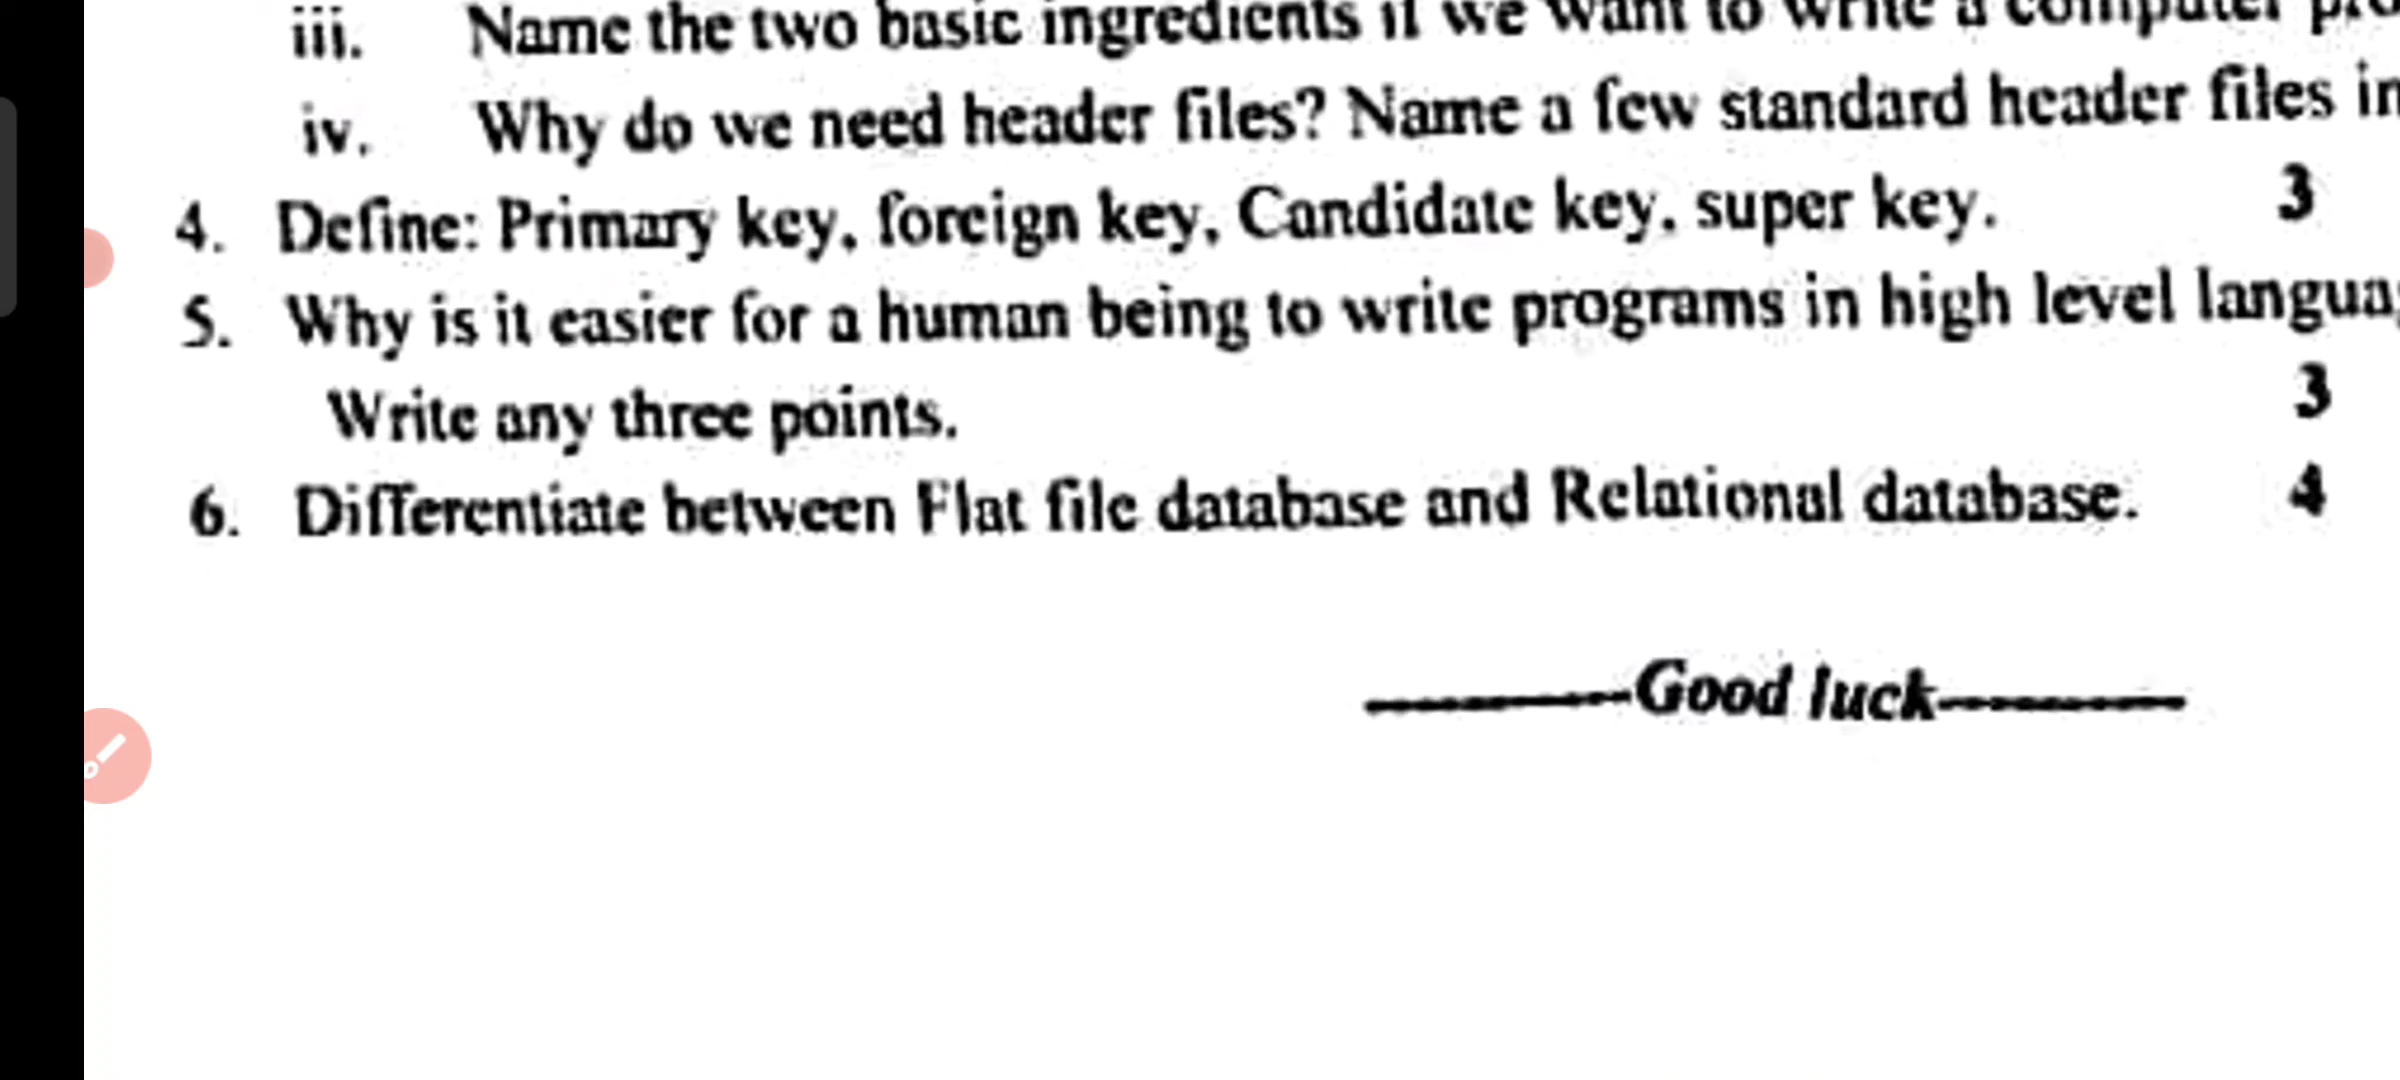 iii. Name the two basic ingredients if we want to write a computer
iv. Why do we need header files? Name a few standard header files in
4. Define: Primary key, foreign key, Candidate key, super key. 3
5. Why is it easier for a human being to write programs in high level
Write any three points. 3
6. Differentiate between Flat file database and Relational database. 4
----------Good luck----------